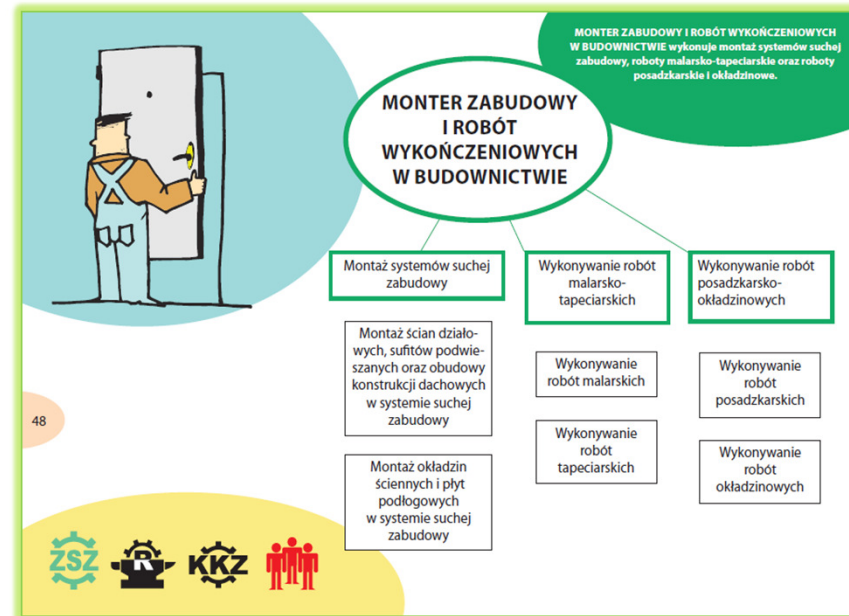 MONTER ZABUDOWY I ROBÓT WYKOŃCZENIOWYCH
W BUDOWNICTWIE wykonuje montaż systemów suchej
zabudowy, roboty malarsko-tapeciarskie oraz roboty
posadzkarskie i okładzinowe.
MONTER ZABUDOWY
I ROBÓT
WYKOŃCZENIOWYCH
W BUDOWNICTWIE
Montaż systemów suchej
zabudowy
Montaż ścian działo-
wych, sufitów podwie-
szanych oraz obudowy
konstrukcji dachowych
w systemie suchej
zabudowy
Montaż okładzin
ściennych i płyt
podłogowych
w systemie suchej
zabudowy
Wykonywanie robót
malarsko-
tapeciarskich
Wykonywanie
robót malarskich
Wykonywanie
robót
tapeciarskich
Wykonywanie robót
posadzkarsko-
okładzinowych
Wykonywanie
robót
posadzkarskich
Wykonywanie
robót
okładzinowych
48
ZSZ
R
KKZ